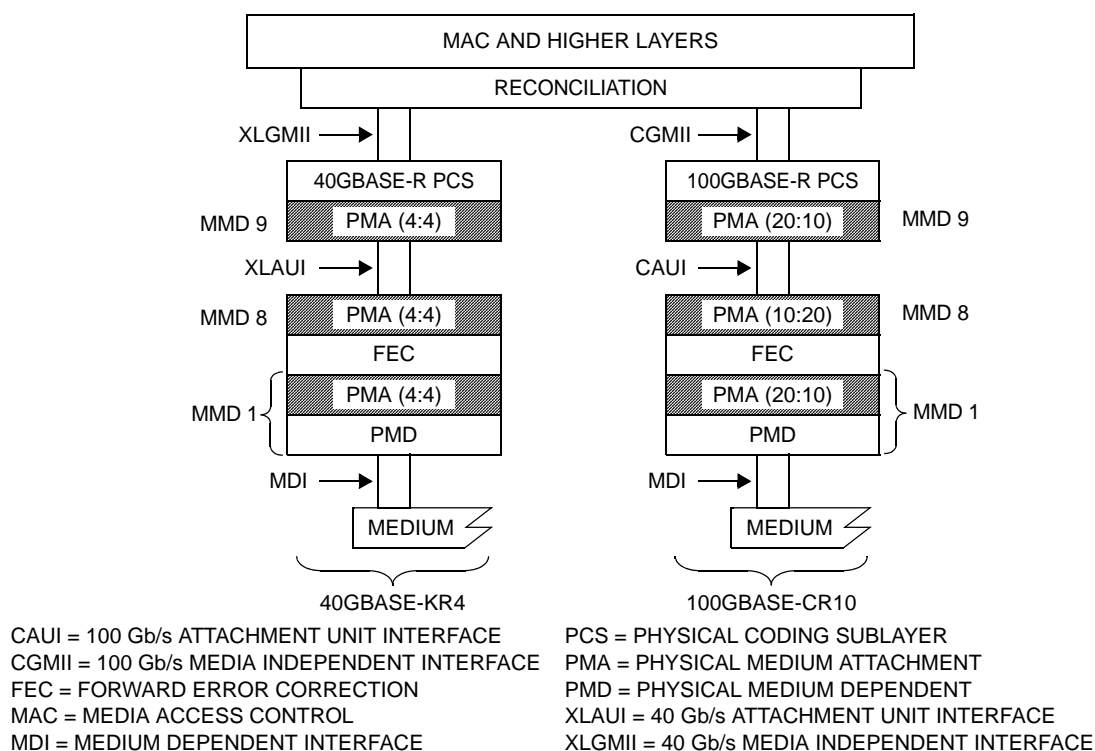 MAC AND HIGHER LAYERS
RECONCILIATION
XLGMII
CGMII
40GBASE-R PCS
100GBASE-R PCS
MMD 9
PMA (4:4)
PMA (20:10)
MMD 9
XLAUI
CAUI
MMD 8
PMA (4:4)
PMA (10:20)
MMD 8
FEC
FEC
MMD 1
PMA (4:4)
PMA (20:10)
MMD 1
PMD
PMD
MDI
MDI
MEDIUM
MEDIUM
40GBASE-KR4
100GBASE-CR10
CAUI = 100 Gb/s ATTACHMENT UNIT INTERFACE
CGMII = 100 Gb/s MEDIA INDEPENDENT INTERFACE
FEC = FORWARD ERROR CORRECTION
MAC = MEDIA ACCESS CONTROL
MDI = MEDIUM DEPENDENT INTERFACE
PCS = PHYSICAL CODING SUBLAYER
PMA = PHYSICAL MEDIUM ATTACHMENT
PMD = PHYSICAL MEDIUM DEPENDENT
XLAUI = 40 Gb/s ATTACHMENT UNIT INTERFACE
XLGMII = 40 Gb/s MEDIA INDEPENDENT INTERFACE